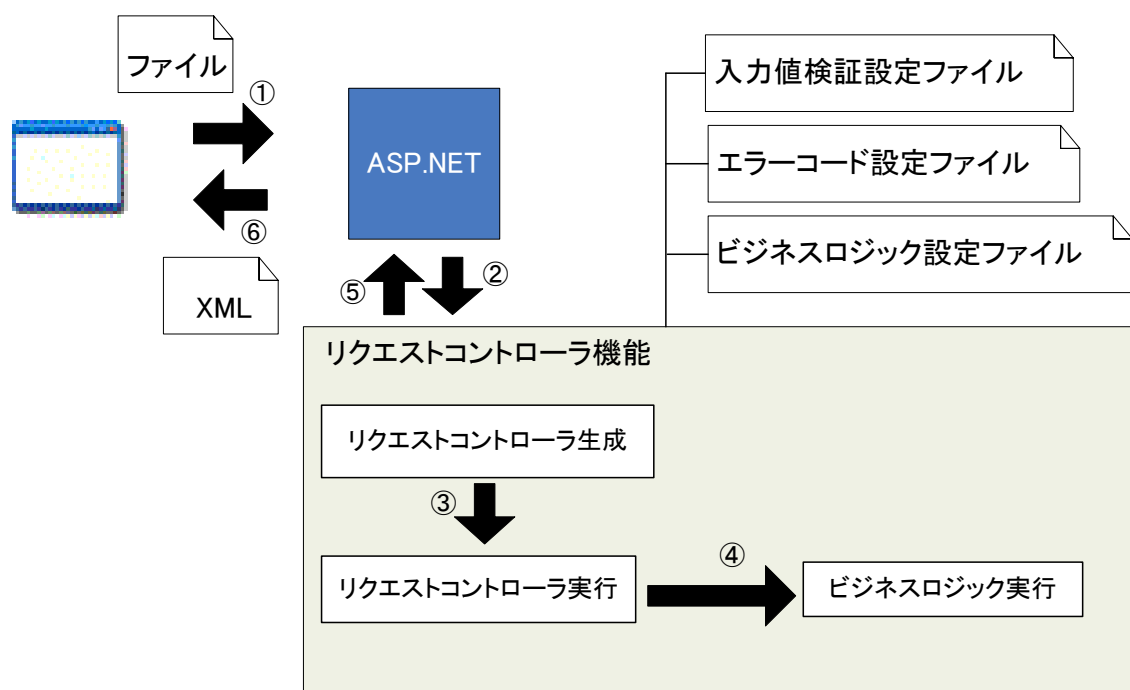 ファイル
①
ASP.NET
⑥
XML
⑤
②
入力値検証設定ファイル
エラーコード設定ファイル
ビジネスロジック設定ファイル
リクエストコントローラ機能
リクエストコントローラ生成
③
リクエストコントローラ実行
④
ビジネスロジック実行